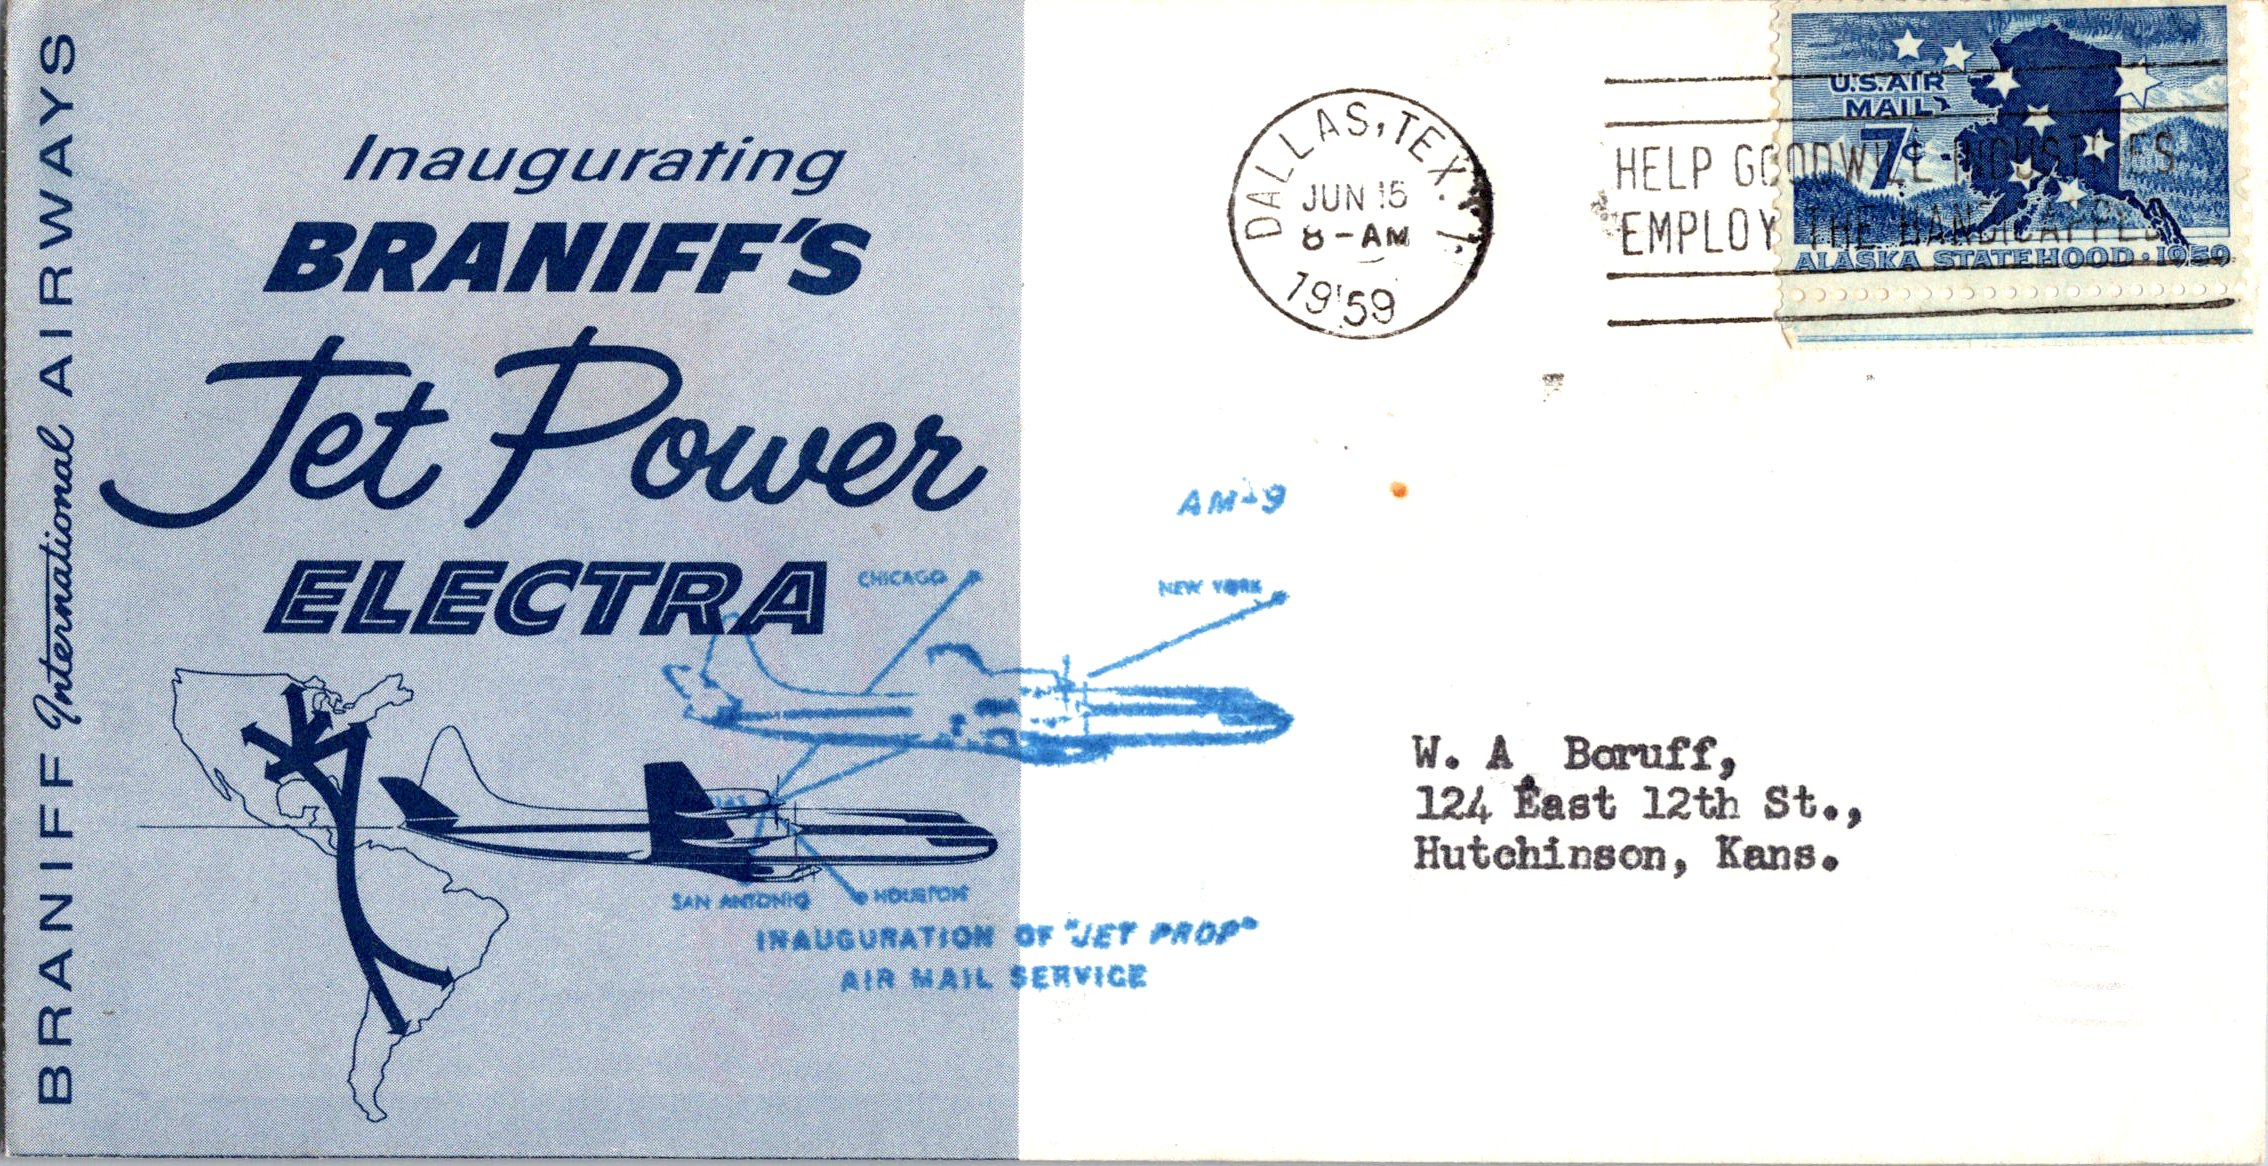 BRANIFF International AIRWAYS
Inaugurating
BRANIFF'S
Jet Power
ELECTRA
DALLAS, TEX.
JUN 15
8-AM
1959
HELP GOODWILL INDUSTRIES
EMPLOY THE HANDICAPPED
U.S. AIR
MAIL
7¢
ALASKA STATEHOOD · 1959
AM-9
CHICAGO
NEW YORK
SAN ANTONIO
HOUSTON
INAUGURATION OF "JET PROP"
AIR MAIL SERVICE
W. A. Boruff,
124 East 12th St.,
Hutchinson, Kans.